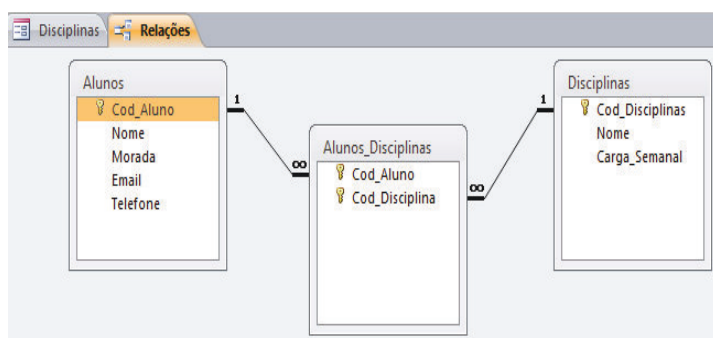 Disciplinas Relações
Alunos
Cod_Aluno
Nome
Morada
Email
Telefone
1
∞
Alunos_Disciplinas
Cod_Aluno
Cod_Disciplina
∞
1
Disciplinas
Cod_Disciplinas
Nome
Carga_Semanal